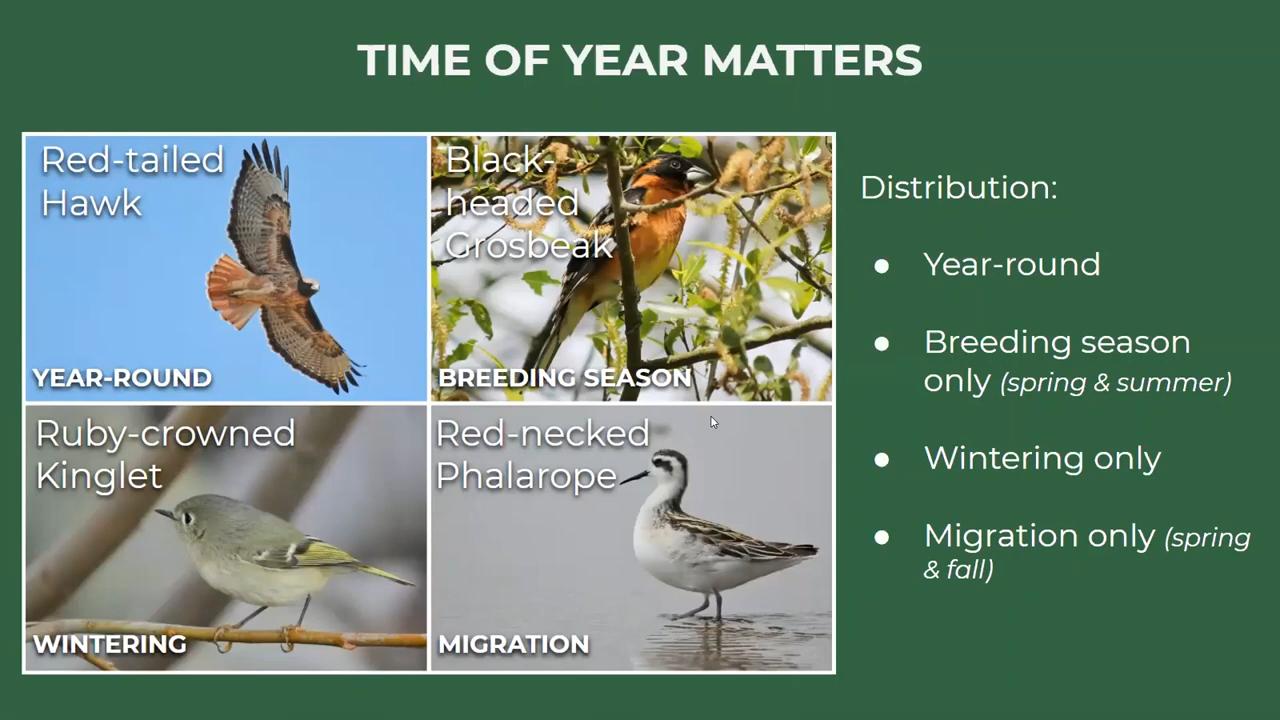 TIME OF YEAR MATTERS
Red-tailed
Hawk
YEAR-ROUND
Black-
headed
Grosbeak
BREEDING SEASON
Ruby-crowned
Kinglet
WINTERING
Red-necked
Phalarope
MIGRATION
Distribution:
● Year-round
● Breeding season
only (spring & summer)
● Wintering only
● Migration only (spring
& fall)